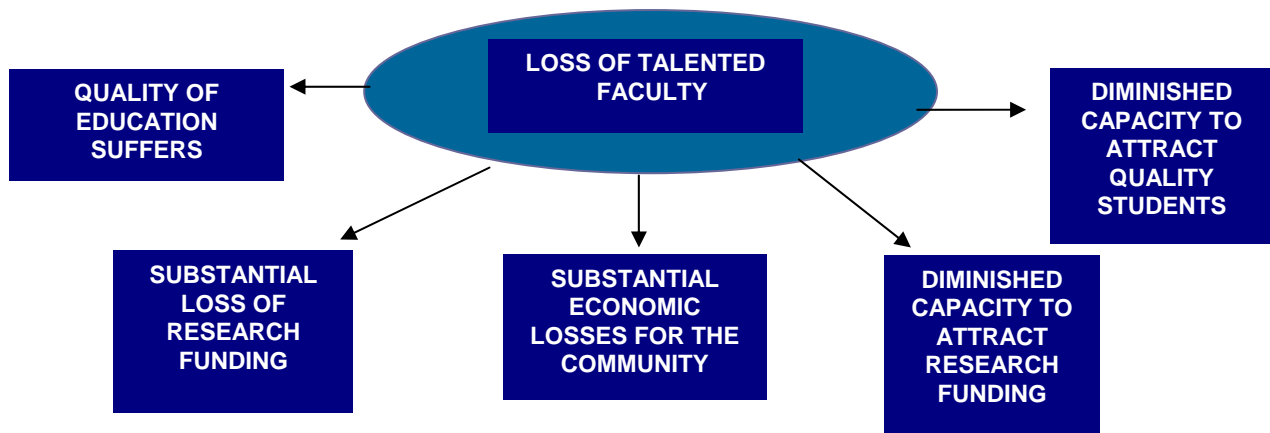 LOSS OF TALENTED
FACULTY
QUALITY OF
EDUCATION
SUFFERS
DIMINISHED
CAPACITY TO
ATTRACT
QUALITY
STUDENTS
SUBSTANTIAL
LOSS OF
RESEARCH
FUNDING
SUBSTANTIAL
ECONOMIC
LOSSES FOR THE
COMMUNITY
DIMINISHED
CAPACITY TO
ATTRACT
RESEARCH
FUNDING